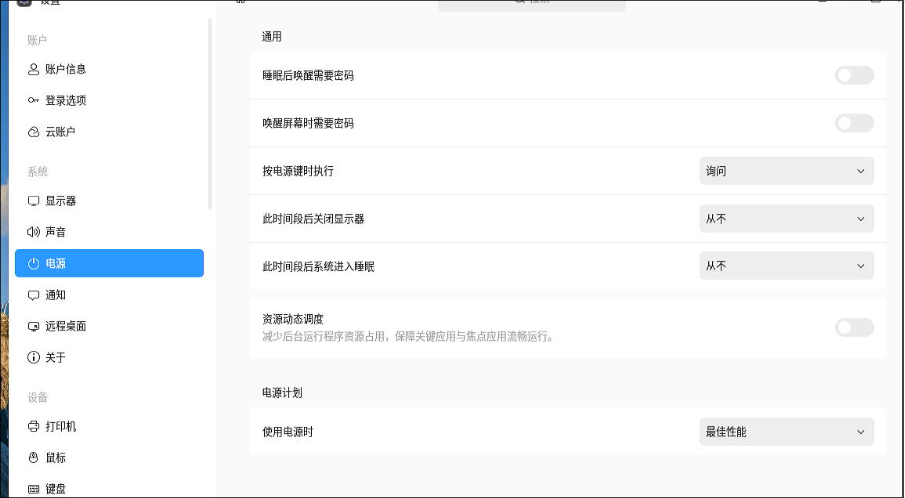 设置
搜索
账户
账户信息
登录选项
云账户
系统
显示器
声音
电源
通知
远程桌面
关于
设备
打印机
鼠标
键盘
通用
睡眠后唤醒需要密码
唤醒屏幕时需要密码
按电源键时执行
询问
此时间段后关闭显示器
从不
此时间段后系统进入睡眠
从不
资源动态调度
减少后台运行程序资源占用，保障关键应用与焦点应用流畅运行。
电源计划
使用电源时
最佳性能